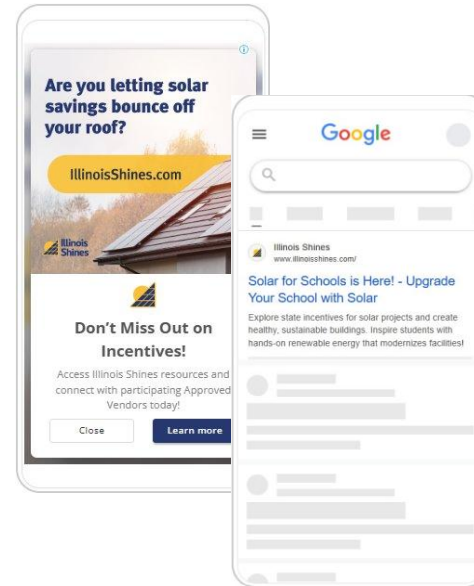 Are you letting solar
savings bounce off
your roof?
IllinoisShines.com
Illinois
Shines
Don't Miss Out on
Incentives!
Access Illinois Shines resources and
connect with participating Approved
Vendors today!
Close
Learn more
Google
Illinois Shines
www.illinoisshines.com/
Solar for Schools is Here! - Upgrade
Your School with Solar
Explore state incentives for solar projects and create
healthy, sustainable buildings. Inspire students with
hands-on renewable energy that modernizes facilities!